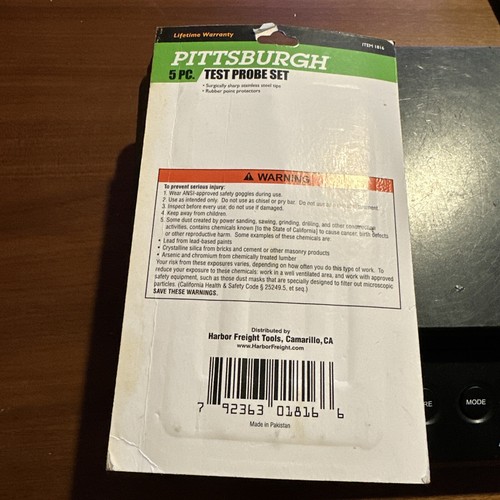 Lifetime Warranty
ITEM 1816
PITTSBURGH
5 PC. TEST PROBE SET
• Surgically sharp stainless steel tips
• Rubber point protectors
WARNING
To prevent serious injury:
1. Wear ANSI-approved safety goggles during use.
2. Use as intended only. Do not use as chisel or pry bar. Do not use to equipment.
3. Inspect before every use; do not use if damaged.
4. Keep away from children.
5. Some dust created by power sanding, sawing, grinding, drilling, and other construction
activities, contains chemicals known [to the State of California] to cause cancer, birth defects
or other reproductive harm. Some examples of these chemicals are:
• Lead from lead-based paints
• Crystalline silica from bricks and cement or other masonry products
• Arsenic and chromium from chemically treated lumber
Your risk from these exposures varies, depending on how often you do this type of work. To
reduce your exposure to these chemicals: work in a well ventilated area, and work with approved
safety equipment, such as those dust masks that are specially designed to filter out microscopic
particles. (California Health & Safety Code § 25249.5, et seq.)
SAVE THESE WARNINGS.
Distributed by
Harbor Freight Tools, Camarillo, CA
www.HarborFreight.com
7 92363 01816 6
Made in Pakistan
RE
MODE